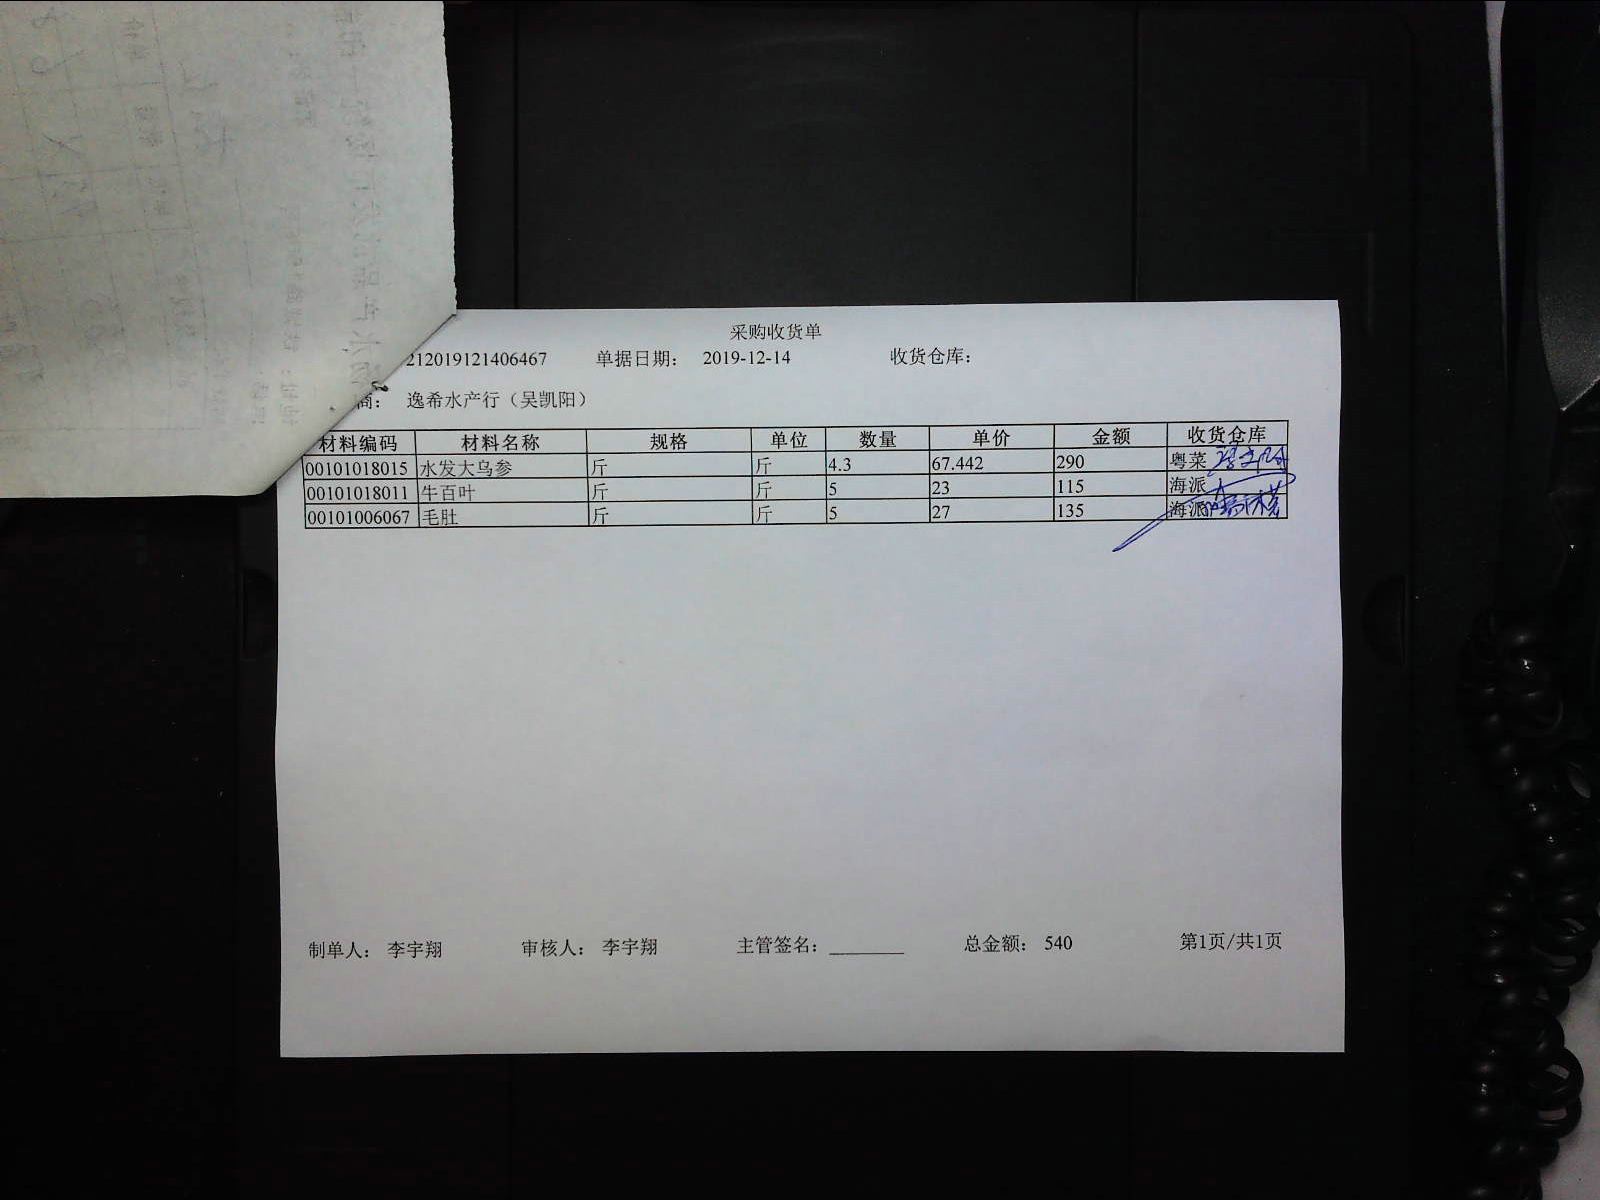 采购收货单
212019121406467 单据日期： 2019-12-14 收货仓库：
商： 逸希水产行（吴凯阳）
材料编码 材料名称 规格 单位 数量 单价 金额 收货仓库
00101018015 水发大乌参 斤 斤 4.3 67.442 290 粤菜
00101018011 牛百叶 斤 斤 5 23 115 海派
00101006067 毛肚 斤 斤 5 27 135 海派
制单人： 李宇翔 审核人： 李宇翔 主管签名： 总金额： 540 第1页/共1页